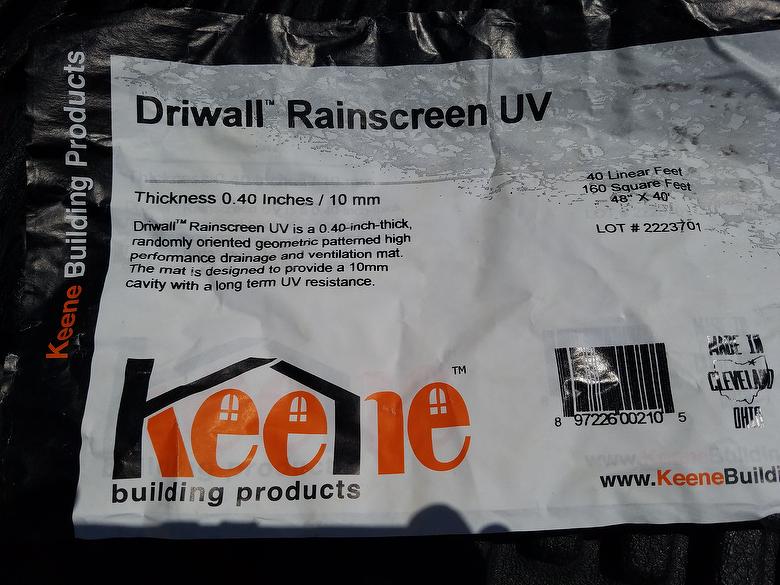 Keene Building Products
Driwall™ Rainscreen UV
Thickness 0.40 Inches / 10 mm
Driwall™ Rainscreen UV is a 0.40-inch-thick,
randomly oriented geometric patterned high
performance drainage and ventilation mat.
The mat is designed to provide a 10mm
cavity with a long term UV resistance.
40 Linear Feet
160 Square Feet
48" X 40'
LOT # 2223701
Keene™
building products
8 97226 00210 5
MADE IN
CLEVELAND
OHIO
www.KeeneBuildi